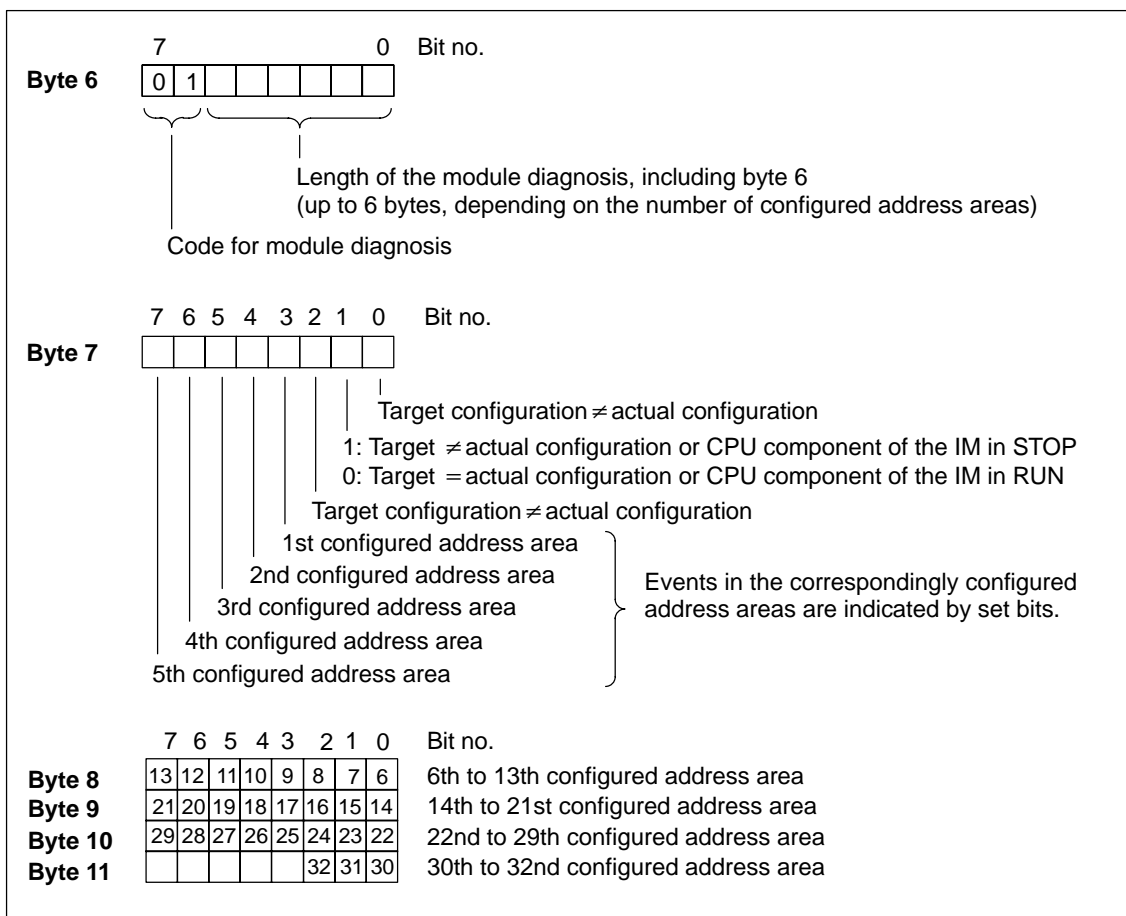 7 0 Bit no.
Byte 6 0 1
Length of the module diagnosis, including byte 6
(up to 6 bytes, depending on the number of configured address areas)
Code for module diagnosis
7 6 5 4 3 2 1 0 Bit no.
Byte 7
Target configuration ≠ actual configuration
1: Target ≠ actual configuration or CPU component of the IM in STOP
0: Target = actual configuration or CPU component of the IM in RUN
Target configuration ≠ actual configuration
1st configured address area
2nd configured address area
3rd configured address area
4th configured address area
5th configured address area
Events in the correspondingly configured
address areas are indicated by set bits.
7 6 5 4 3 2 1 0 Bit no.
Byte 8 13 12 11 10 9 8 7 6 6th to 13th configured address area
Byte 9 21 20 19 18 17 16 15 14 14th to 21st configured address area
Byte 10 29 28 27 26 25 24 23 22 22nd to 29th configured address area
Byte 11 32 31 30 30th to 32nd configured address area